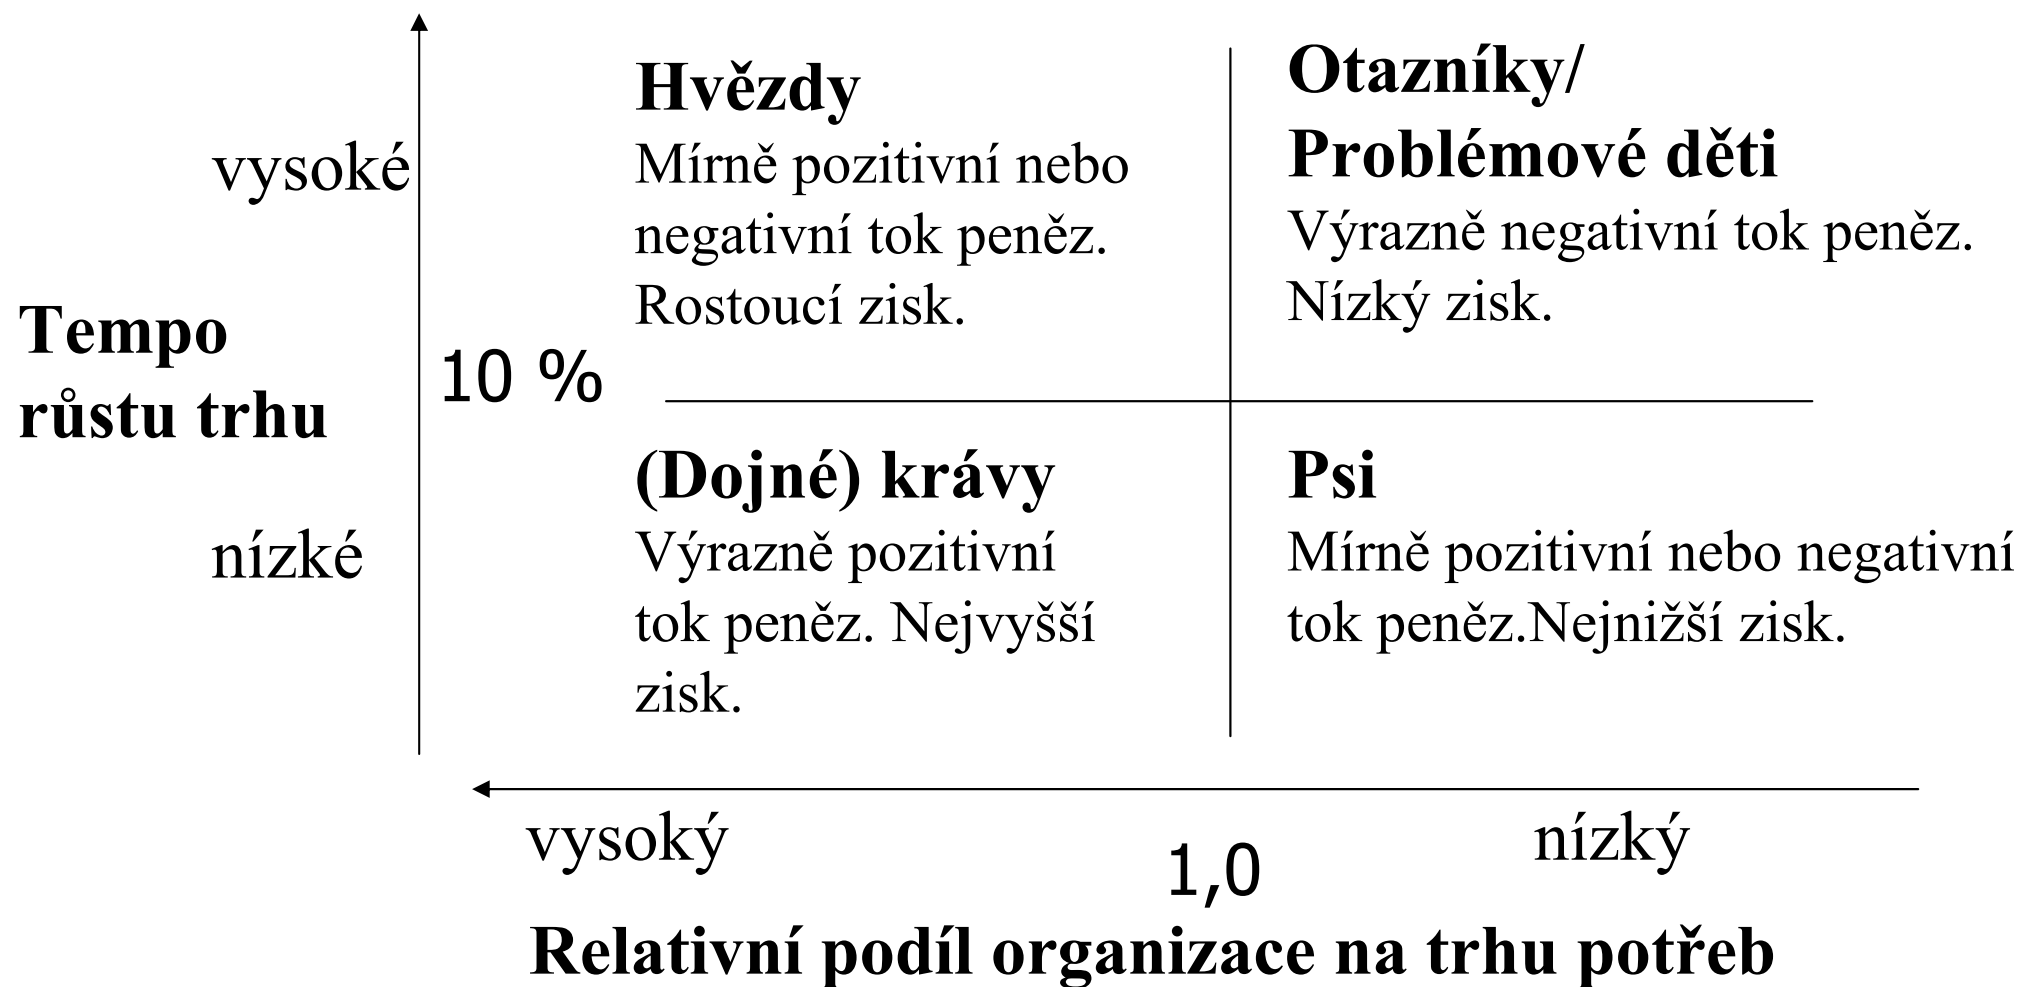 Hvězdy
Mírně pozitivní nebo
negativní tok peněz.
Rostoucí zisk.
Otazníky/
Problémové děti
Výrazně negativní tok peněz.
Nízký zisk.
vysoké
Tempo
růstu trhu
10 %
nízké
(Dojné) krávy
Výrazně pozitivní
tok peněz. Nejvyšší
zisk.
Psi
Mírně pozitivní nebo negativní
tok peněz.Nejnižší zisk.
vysoký
1,0
nízký
Relativní podíl organizace na trhu potřeb